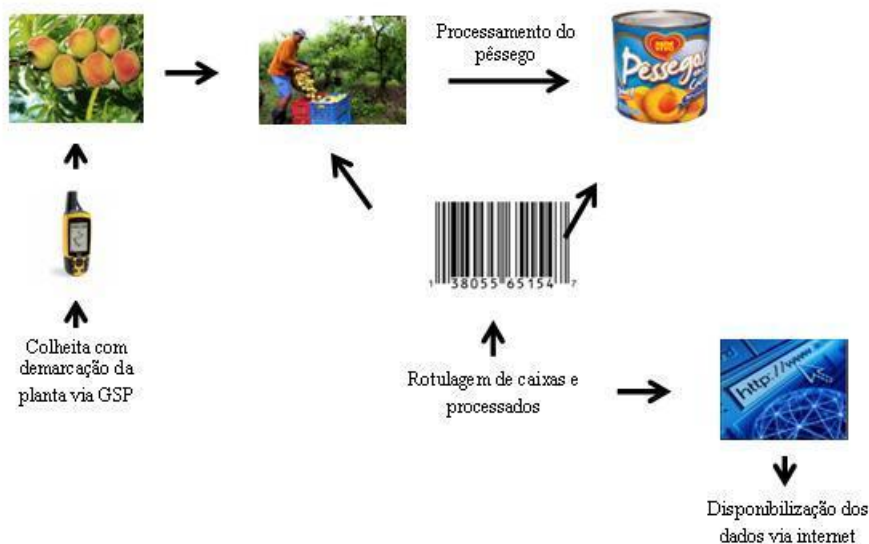 Processamento do
pêssego
Pêssegos
1 38055 65154 7
Colheita com
demarcação da
planta via GSP
Rotulagem de caixas e
processados
http://www
Disponibilização dos
dados via internet